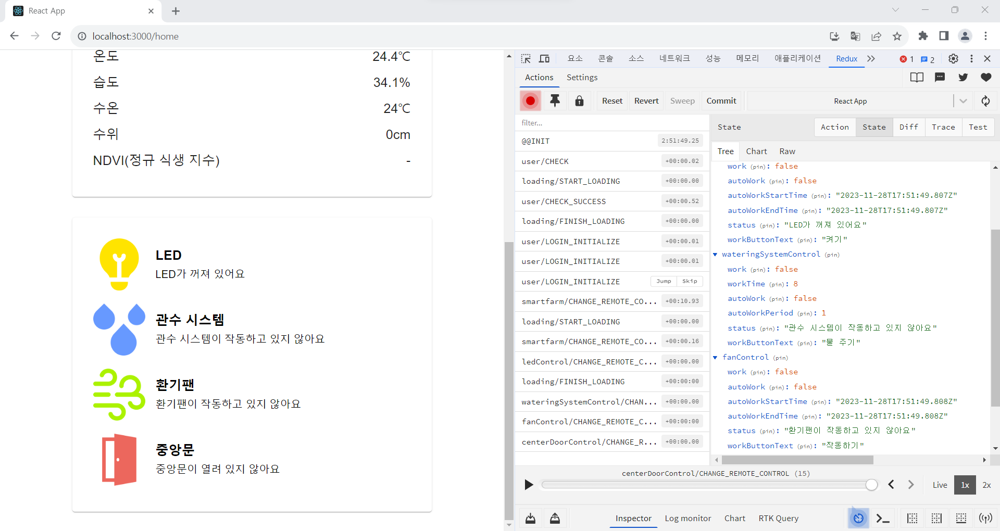 React App
localhost:3000/home
온도 24.4℃
습도 34.1%
수온 24℃
수위 0cm
NDVI(정규 식생 지수) -
LED
LED가 꺼져 있어요
관수 시스템
관수 시스템이 작동하고 있지 않아요
환기팬
환기팬이 작동하고 있지 않아요
중앙문
중앙문이 열려 있지 않아요
요소 콘솔 소스 네트워크 성능 메모리 애플리케이션 Redux 1 2
Actions Settings
Reset Revert Sweep Commit React App
filter...
@@INIT 2:51:49.25
user/CHECK +00:00.02
loading/START_LOADING +00:00.00
user/CHECK_SUCCESS +00:00.52
loading/FINISH_LOADING +00:00.00
user/LOGIN_INITIALIZE +00:00.01
user/LOGIN_INITIALIZE +00:00.01
user/LOGIN_INITIALIZE Jump Skip
smartfarm/CHANGE_REMOTE_CO... +00:10.93
loading/START_LOADING +00:00.00
smartfarm/CHANGE_REMOTE_CO... +00:00.16
ledControl/CHANGE_REMOTE_C... +00:00.00
loading/FINISH_LOADING +00:00:00
wateringSystemControl/CHAN... +00:00.00
fanControl/CHANGE_REMOTE_C... +00:00:00
centerDoorControl/CHANGE_R... +00:00.00
State Action State Diff Trace Test
Tree Chart Raw
work (pin): false
autoWork (pin): false
autoWorkStartTime (pin): "2023-11-28T17:51:49.807Z"
autoWorkEndTime (pin): "2023-11-28T17:51:49.807Z"
status (pin): "LED가 꺼져 있어요"
workButtonText (pin): "켜기"
wateringSystemControl (pin)
work (pin): false
workTime (pin): 8
autoWork (pin): false
autoWorkPeriod (pin): 1
status (pin): "관수 시스템이 작동하고 있지 않아요"
workButtonText (pin): "물 주기"
fanControl (pin)
work (pin): false
autoWork (pin): false
autoWorkStartTime (pin): "2023-11-28T17:51:49.808Z"
autoWorkEndTime (pin): "2023-11-28T17:51:49.808Z"
status (pin): "환기팬이 작동하고 있지 않아요"
workButtonText (pin): "작동하기"
centerDoorControl/CHANGE_REMOTE_CONTROL (15)
Live 1x 2x
Inspector Log monitor Chart RTK Query